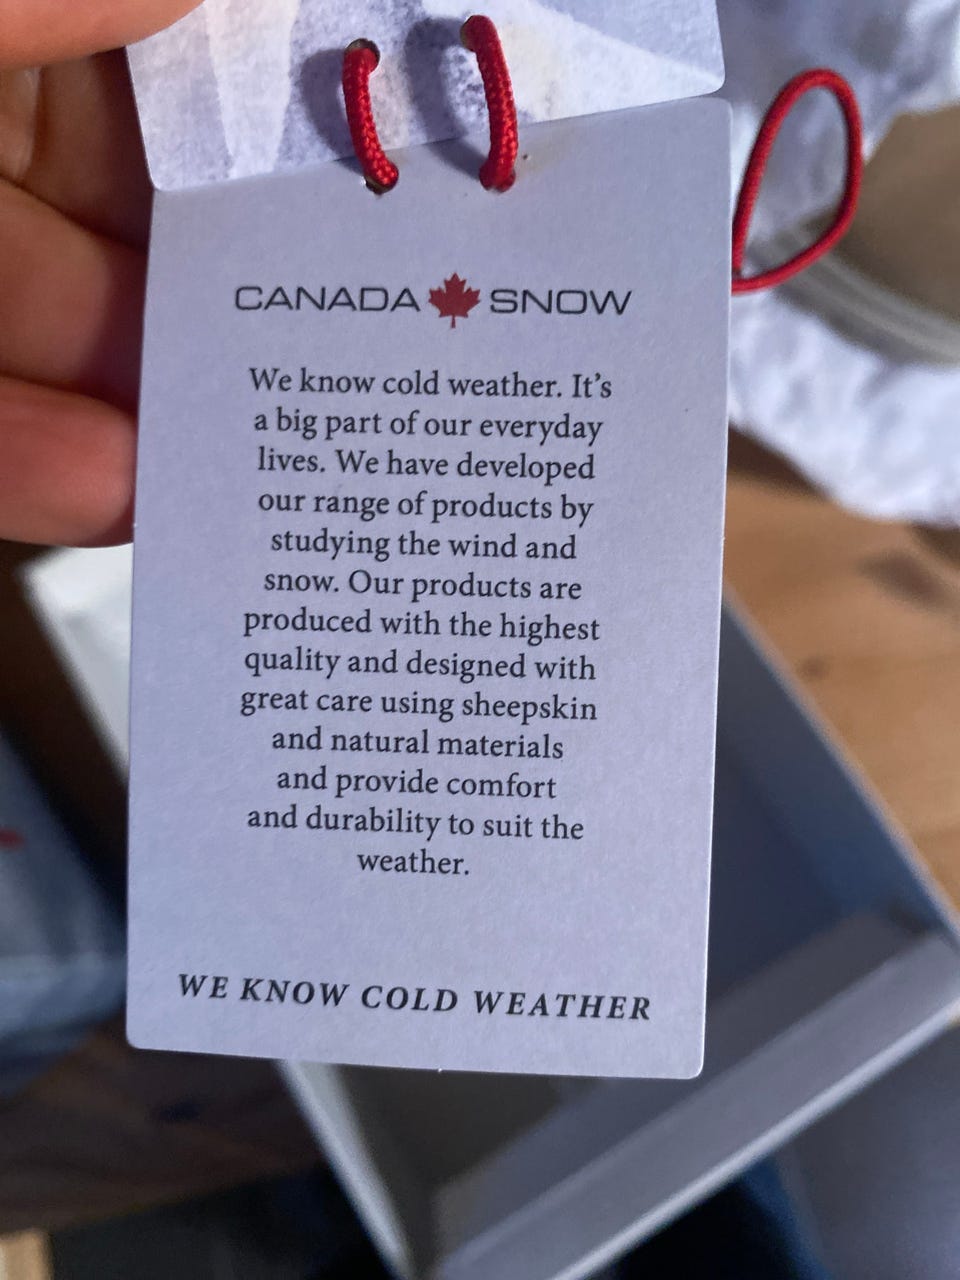 CANADA SNOW
We know cold weather. It's
a big part of our everyday
lives. We have developed
our range of products by
studying the wind and
snow. Our products are
produced with the highest
quality and designed with
great care using sheepskin
and natural materials
and provide comfort
and durability to suit the
weather.
WE KNOW COLD WEATHER